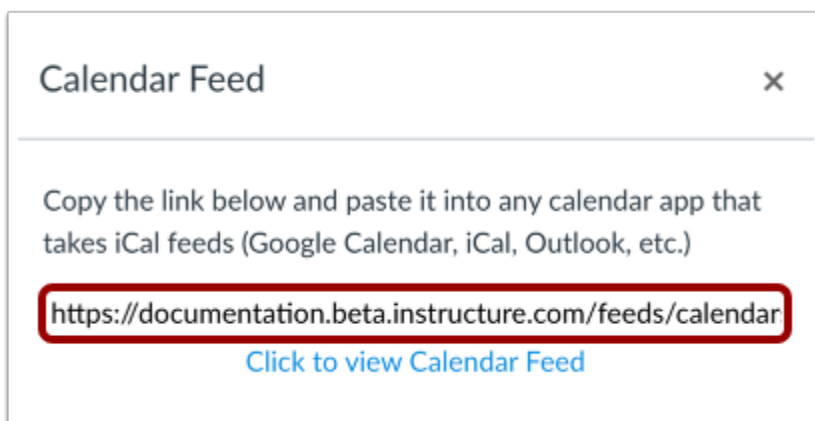 Calendar Feed
Copy the link below and paste it into any calendar app that
takes iCal feeds (Google Calendar, iCal, Outlook, etc.)
https://documentation.beta.instructure.com/feeds/calendar
Click to view Calendar Feed